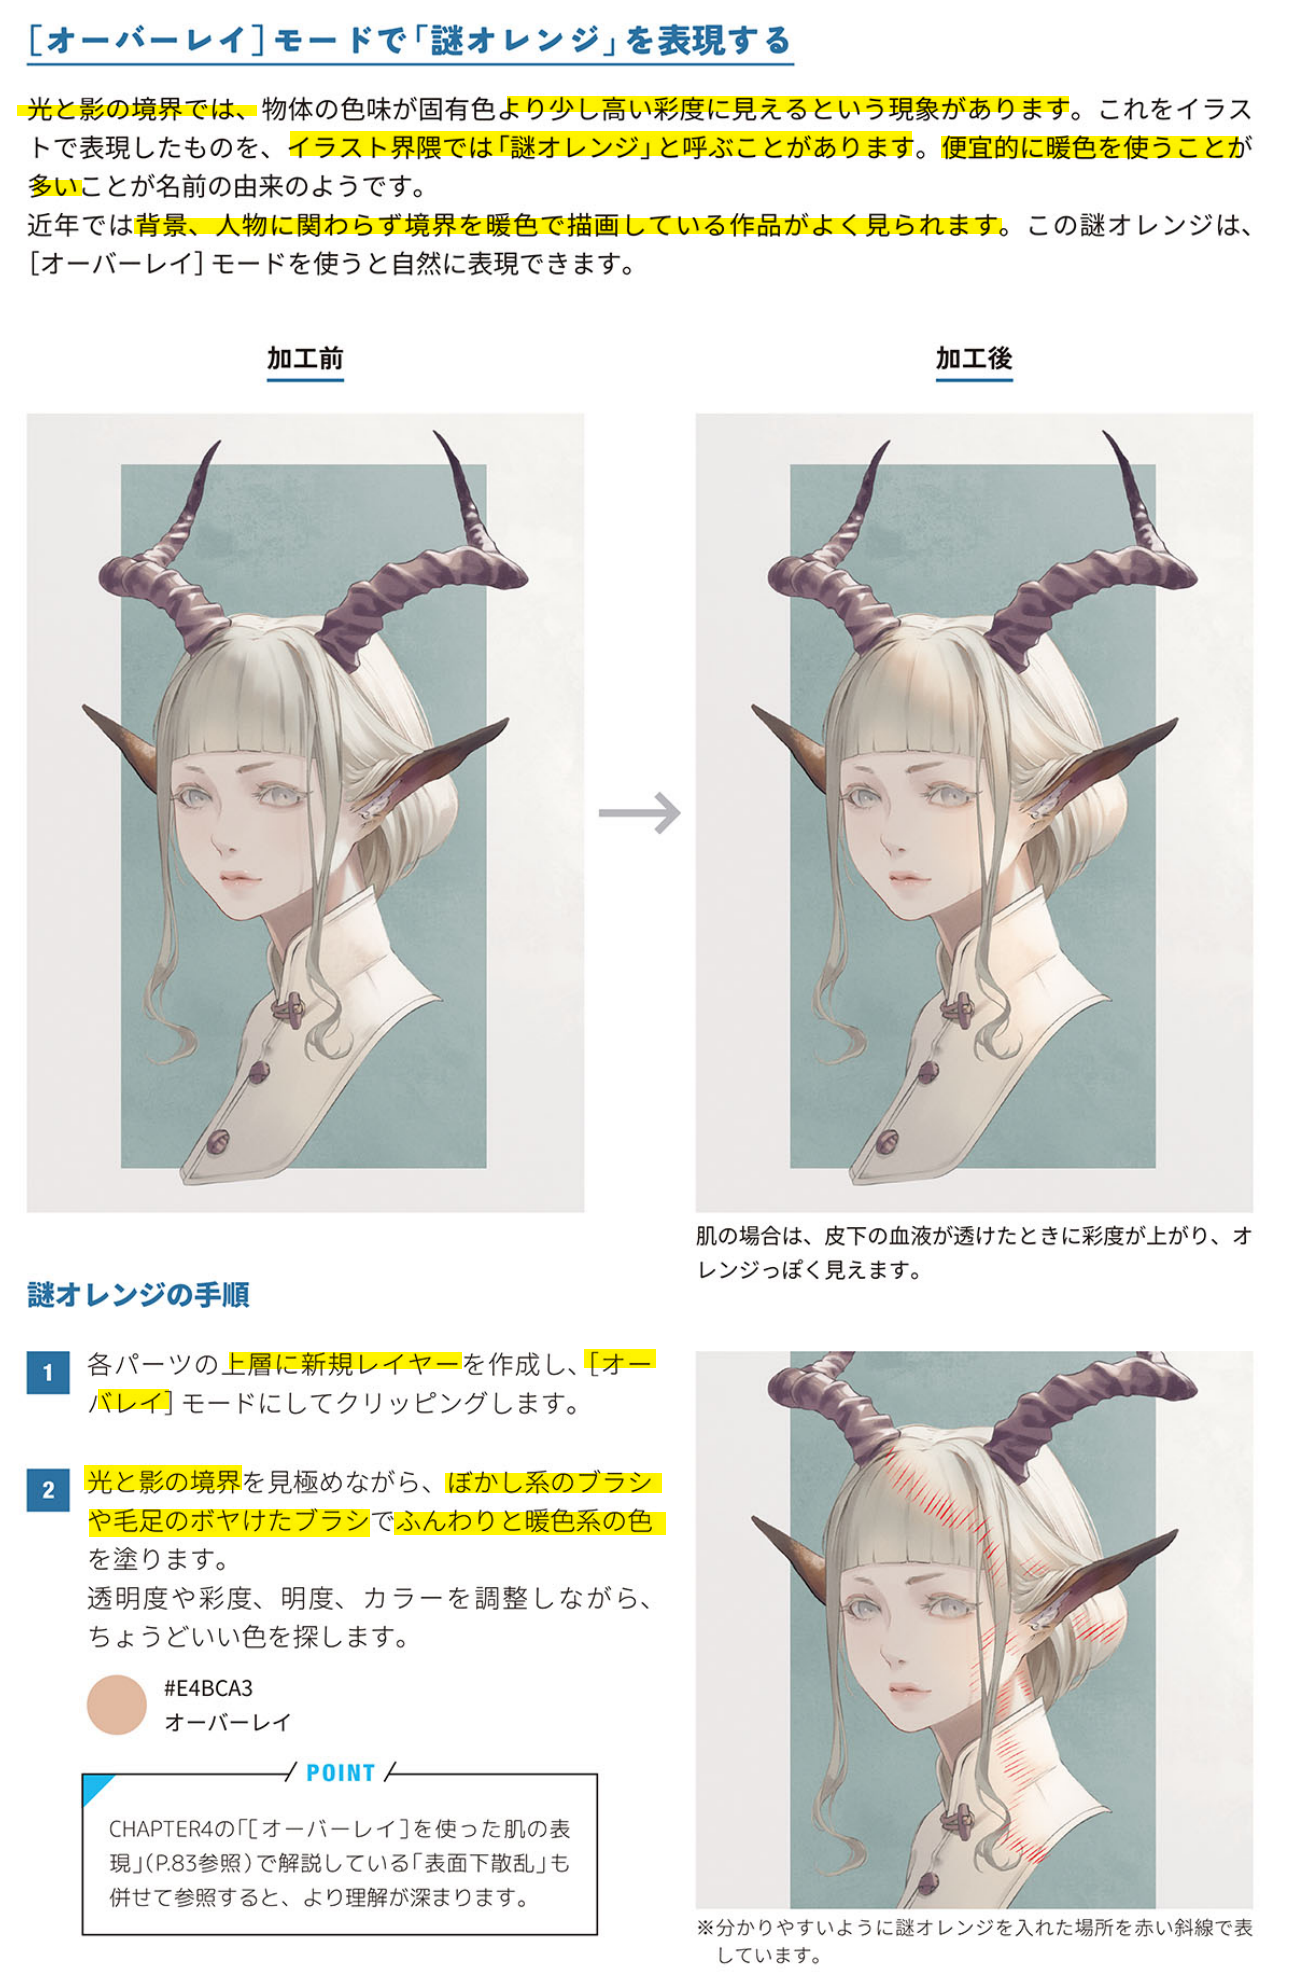 ［オーバーレイ］モードで「謎オレンジ」を表現する
光と影の境界では、物体の色味が固有色より少し高い彩度に見えるという現象があります。これをイラス
トで表現したものを、イラスト界隈では「謎オレンジ」と呼ぶことがあります。便宜的に暖色を使うことが
多いことが名前の由来のようです。
近年では背景、人物に関わらず境界を暖色で描画している作品がよく見られます。この謎オレンジは、
［オーバーレイ］モードを使うと自然に表現できます。
加工前
加工後
肌の場合は、皮下の血液が透けたときに彩度が上がり、オ
レンジっぽく見えます。
謎オレンジの手順
1 各パーツの上層に新規レイヤーを作成し、［オー
バレイ］モードにしてクリッピングします。
2 光と影の境界を見極めながら、ぼかし系のブラシ
や毛足のボヤけたブラシでふんわりと暖色系の色
を塗ります。
透明度や彩度、明度、カラーを調整しながら、
ちょうどいい色を探します。
#E4BCA3
オーバーレイ
POINT
CHAPTER4の「［オーバーレイ］を使った肌の表
現」（P.83参照）で解説している「表面下散乱」も
併せて参照すると、より理解が深まります。
※分かりやすいように謎オレンジを入れた場所を赤い斜線で表
しています。